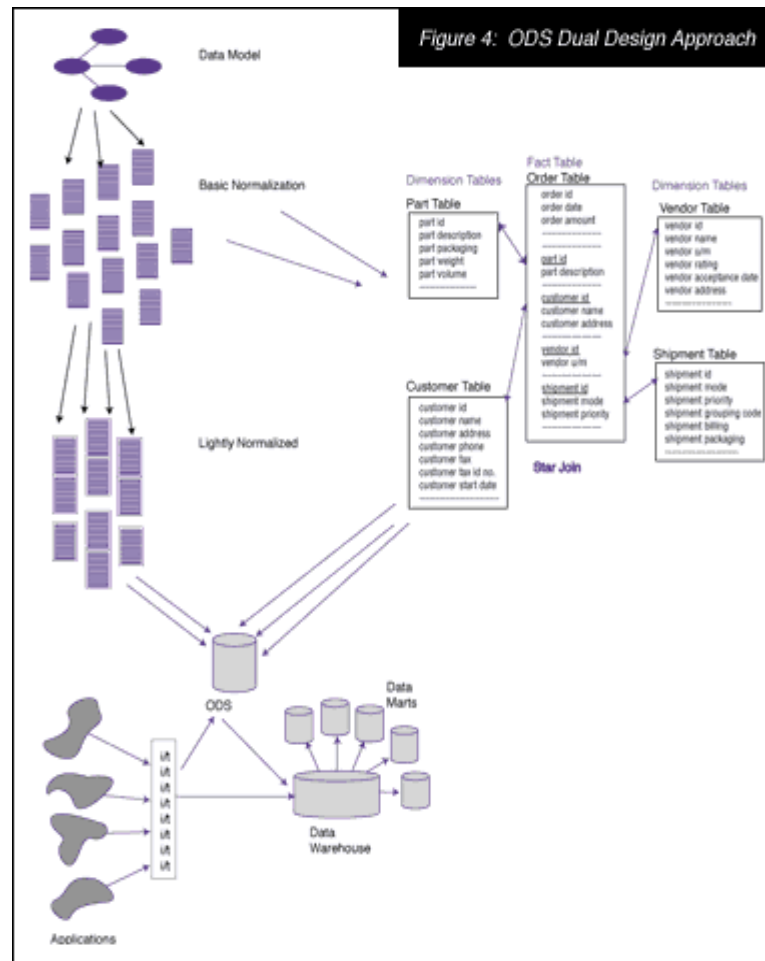 Figure 4: ODS Dual Design Approach
Data Model
Basic Normalization
Dimension Tables
Part Table
part id
part description
part packaging
part weight
part volume
Fact Table
Order Table
order id
order date
order amount
part id
part description
customer id
customer name
customer address
vendor id
vendor u/m
shipment id
shipment mode
shipment priority
Star Join
Dimension Tables
Vendor Table
vendor id
vendor name
vendor u/m
vendor rating
vendor acceptance date
vendor address
Shipment Table
shipment id
shipment mode
shipment priority
shipment grouping code
shipment billing
shipment packaging
Customer Table
customer id
customer name
customer address
customer phone
customer fax
customer tax id no.
customer start date
Lightly Normalized
ODS
Data
Marts
i/t
i/t
i/t
i/t
i/t
i/t
i/t
i/t
Data
Warehouse
Applications